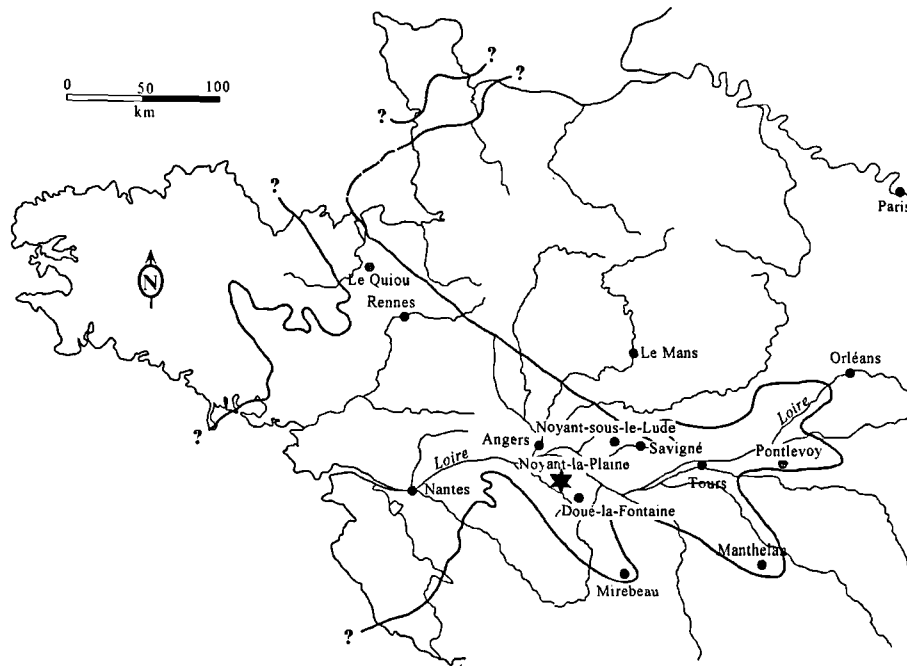 ?
?
0 50 100
km
?
?
Paris
N
Le Quiou
Rennes
Le Mans
Orléans
Loire
Noyant-sous-le-Lude
Angers
Savigné
Pontlevoy
Loire
Noyant-la-Plaine
Tours
Nantes
Doué-la-Fontaine
?
Manthelan
Mirebeau
?